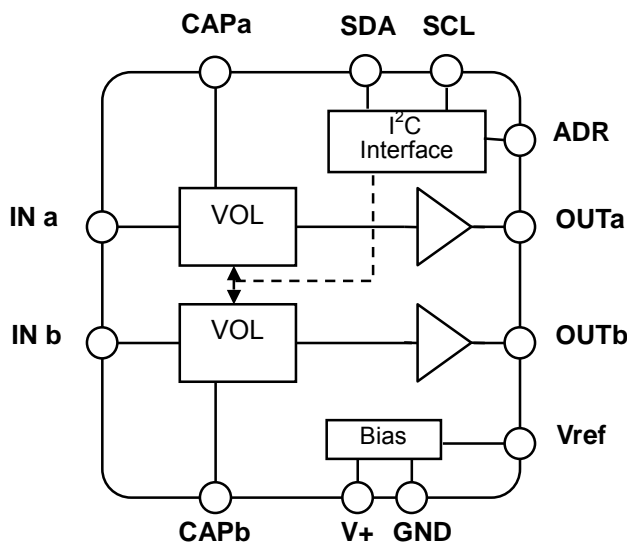 CAPa
SDA
SCL
I²C
Interface
ADR
IN a
VOL
OUTa
IN b
VOL
OUTb
Bias
Vref
CAPb
V+
GND